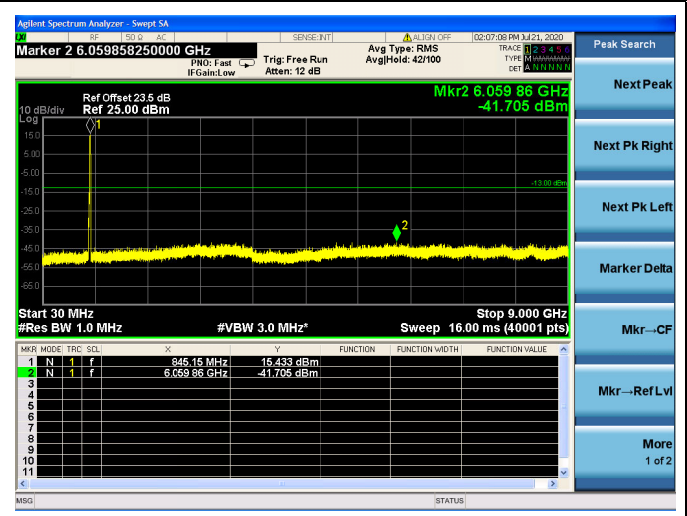 Agilent Spectrum Analyzer - Swept SA
LXI RF 50 Ω AC SENSE:INT ALIGN OFF 02:07:08 PM Jul 21, 2020
Marker 2 6.059858250000 GHz
PNO: Fast Trig: Free Run Avg Type: RMS TRACE 1 2 3 4 5 6
IFGain:Low Atten: 12 dB Avg|Hold: 42/100 TYPE M
DET A N N N N N
Ref Offset 23.5 dB Mkr2 6.059 86 GHz
10 dB/div Ref 25.00 dBm -41.705 dBm
Log
1
15.0
5.00
-5.00
-13.00 dBm
-15.0
-25.0
2
-35.0
-45.0
-55.0
-65.0
Start 30 MHz Stop 9.000 GHz
#Res BW 1.0 MHz #VBW 3.0 MHz* Sweep 16.00 ms (40001 pts)
MKR MODE TRC SCL X Y FUNCTION FUNCTION WIDTH FUNCTION VALUE
1 N 1 f 845.15 MHz 15.433 dBm
2 N 1 f 6.059 86 GHz -41.705 dBm
3
4
5
6
7
8
9
10
11
MSG STATUS
Peak Search
Next Peak
Next Pk Right
Next Pk Left
Marker Delta
Mkr→CF
Mkr→Ref Lvl
More
1 of 2